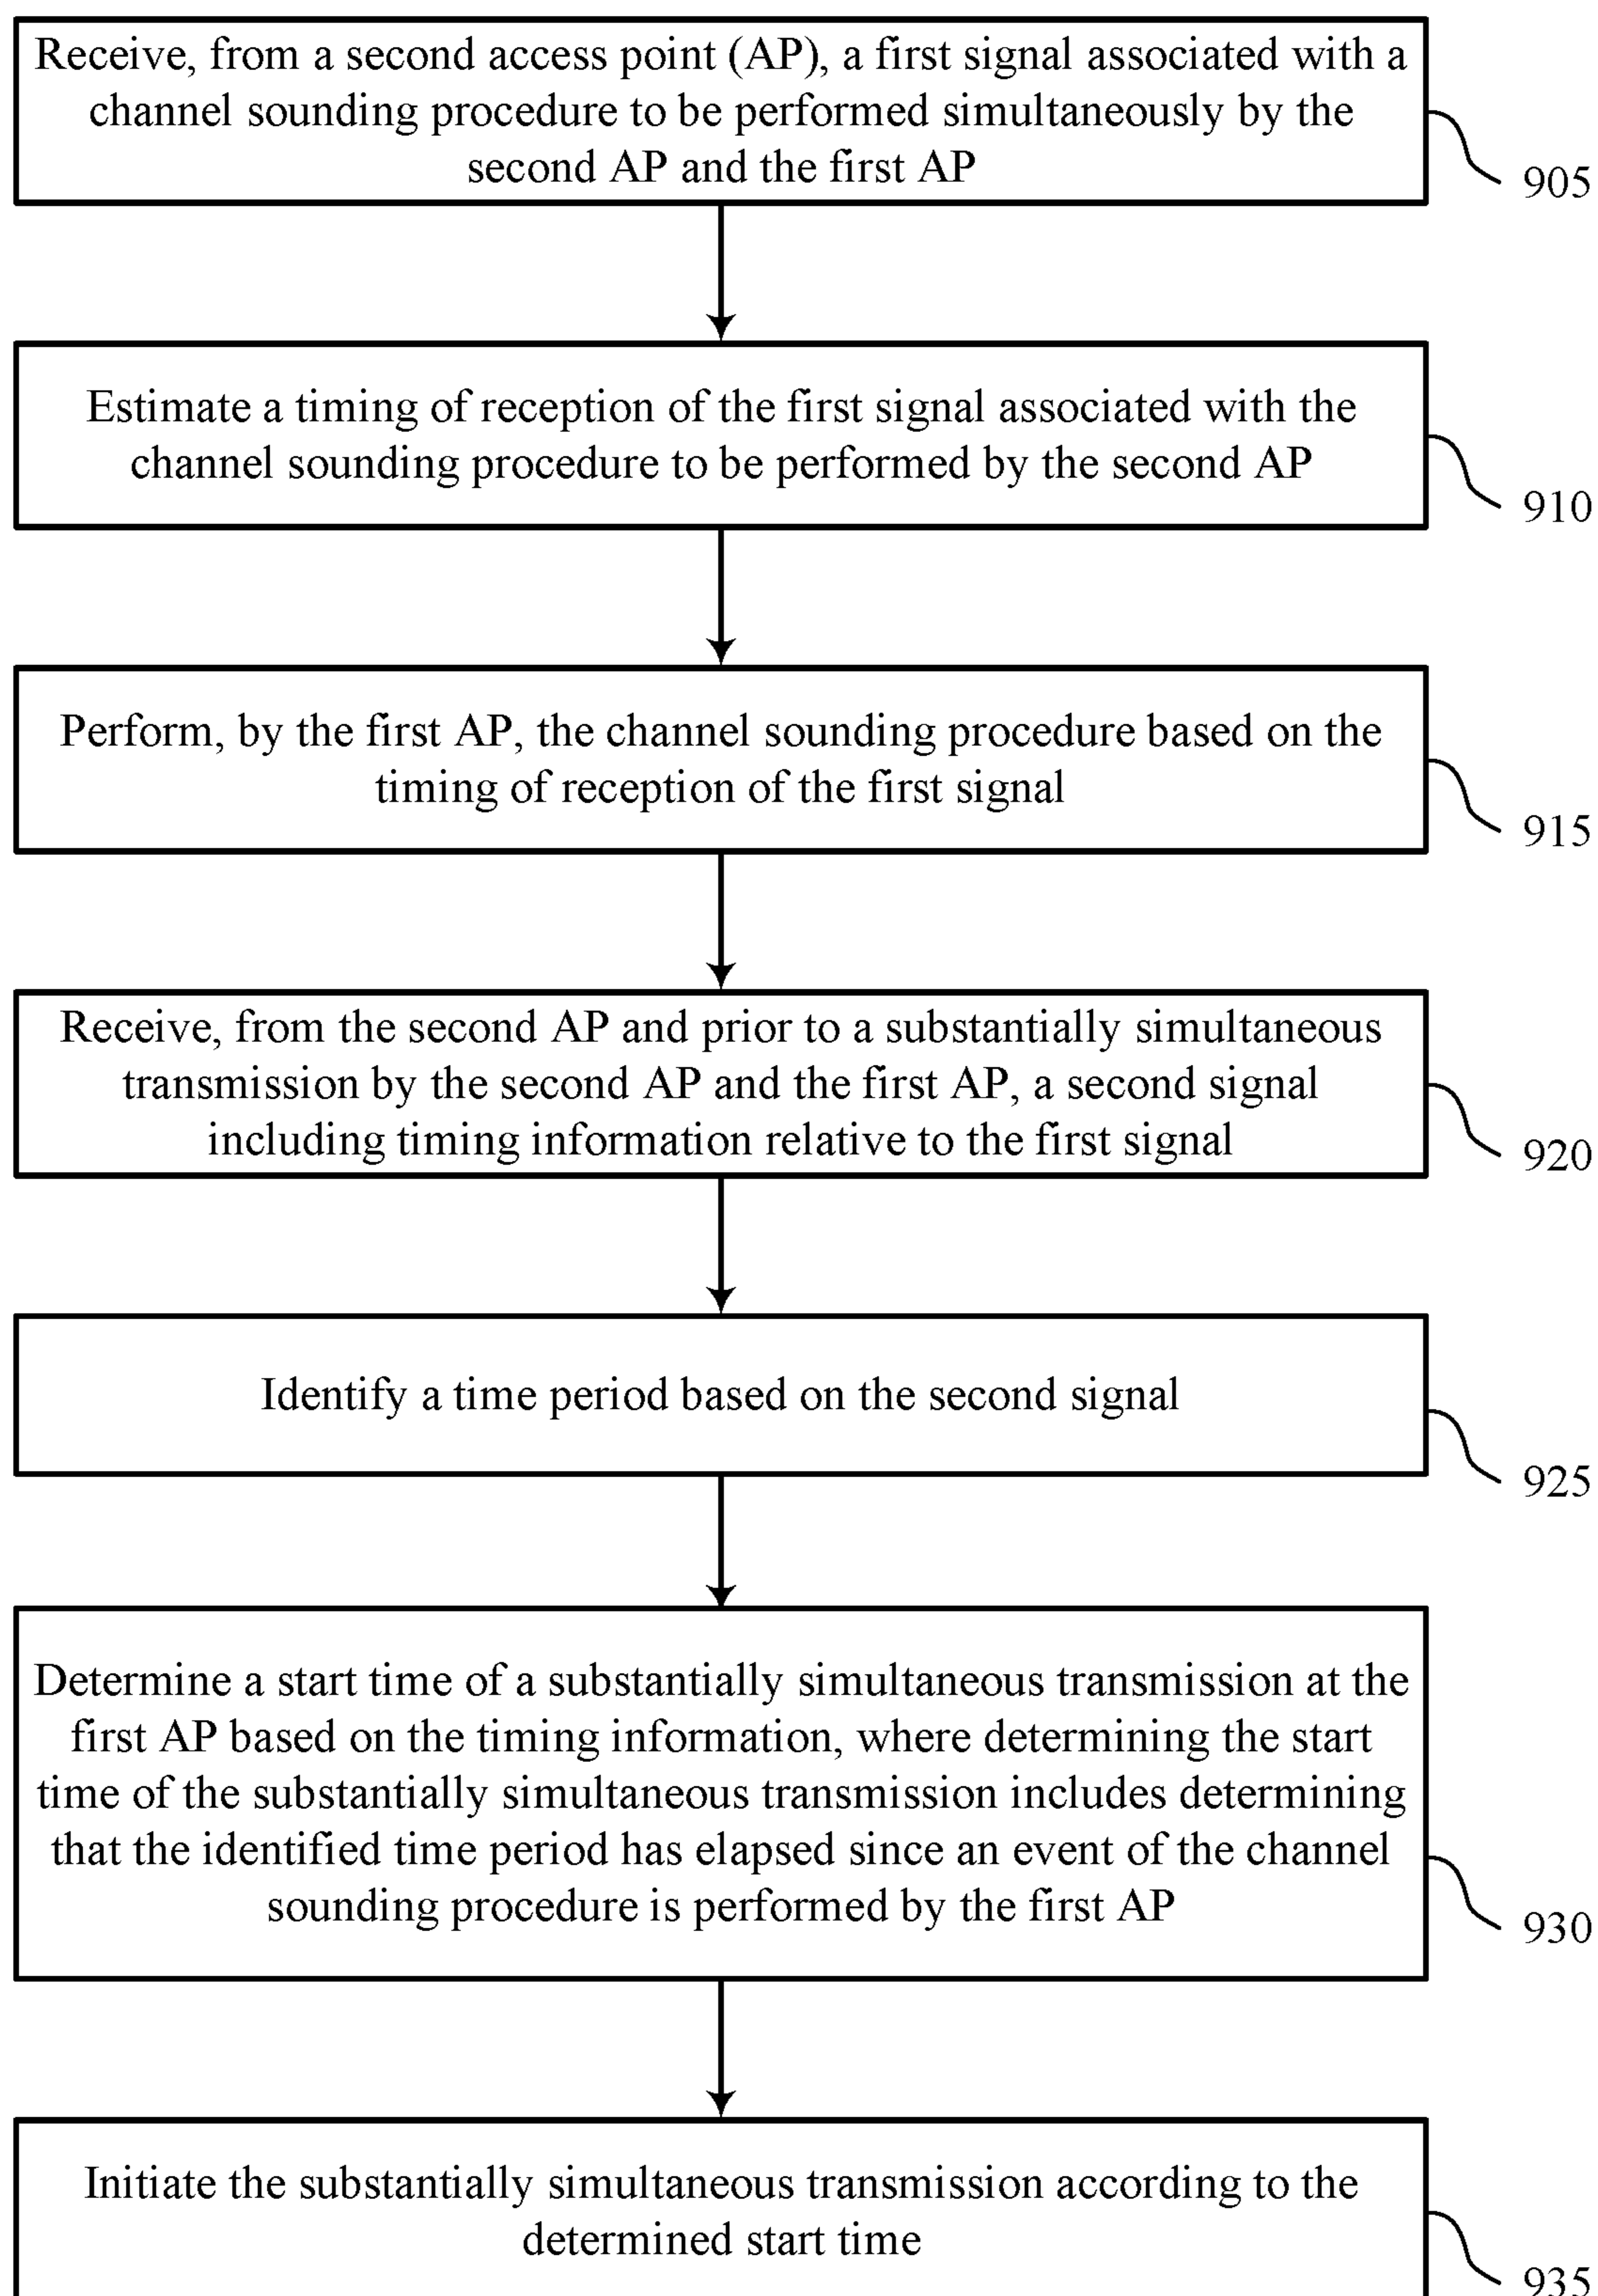 Receive, from a second access point (AP), a first signal associated with a
channel sounding procedure to be performed simultaneously by the
second AP and the first AP
905
Estimate a timing of reception of the first signal associated with the
channel sounding procedure to be performed by the second AP
910
Perform, by the first AP, the channel sounding procedure based on the
timing of reception of the first signal
915
Receive, from the second AP and prior to a substantially simultaneous
transmission by the second AP and the first AP, a second signal
including timing information relative to the first signal
920
Identify a time period based on the second signal
925
Determine a start time of a substantially simultaneous transmission at the
first AP based on the timing information, where determining the start
time of the substantially simultaneous transmission includes determining
that the identified time period has elapsed since an event of the channel
sounding procedure is performed by the first AP
930
Initiate the substantially simultaneous transmission according to the
determined start time
935